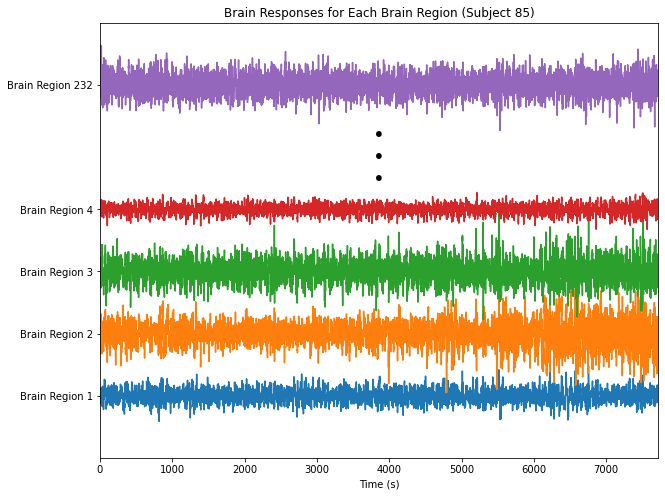 Brain Responses for Each Brain Region (Subject 85)
Brain Region 232
Brain Region 4
Brain Region 3
Brain Region 2
Brain Region 1
0 1000 2000 3000 4000 5000 6000 7000
Time (s)